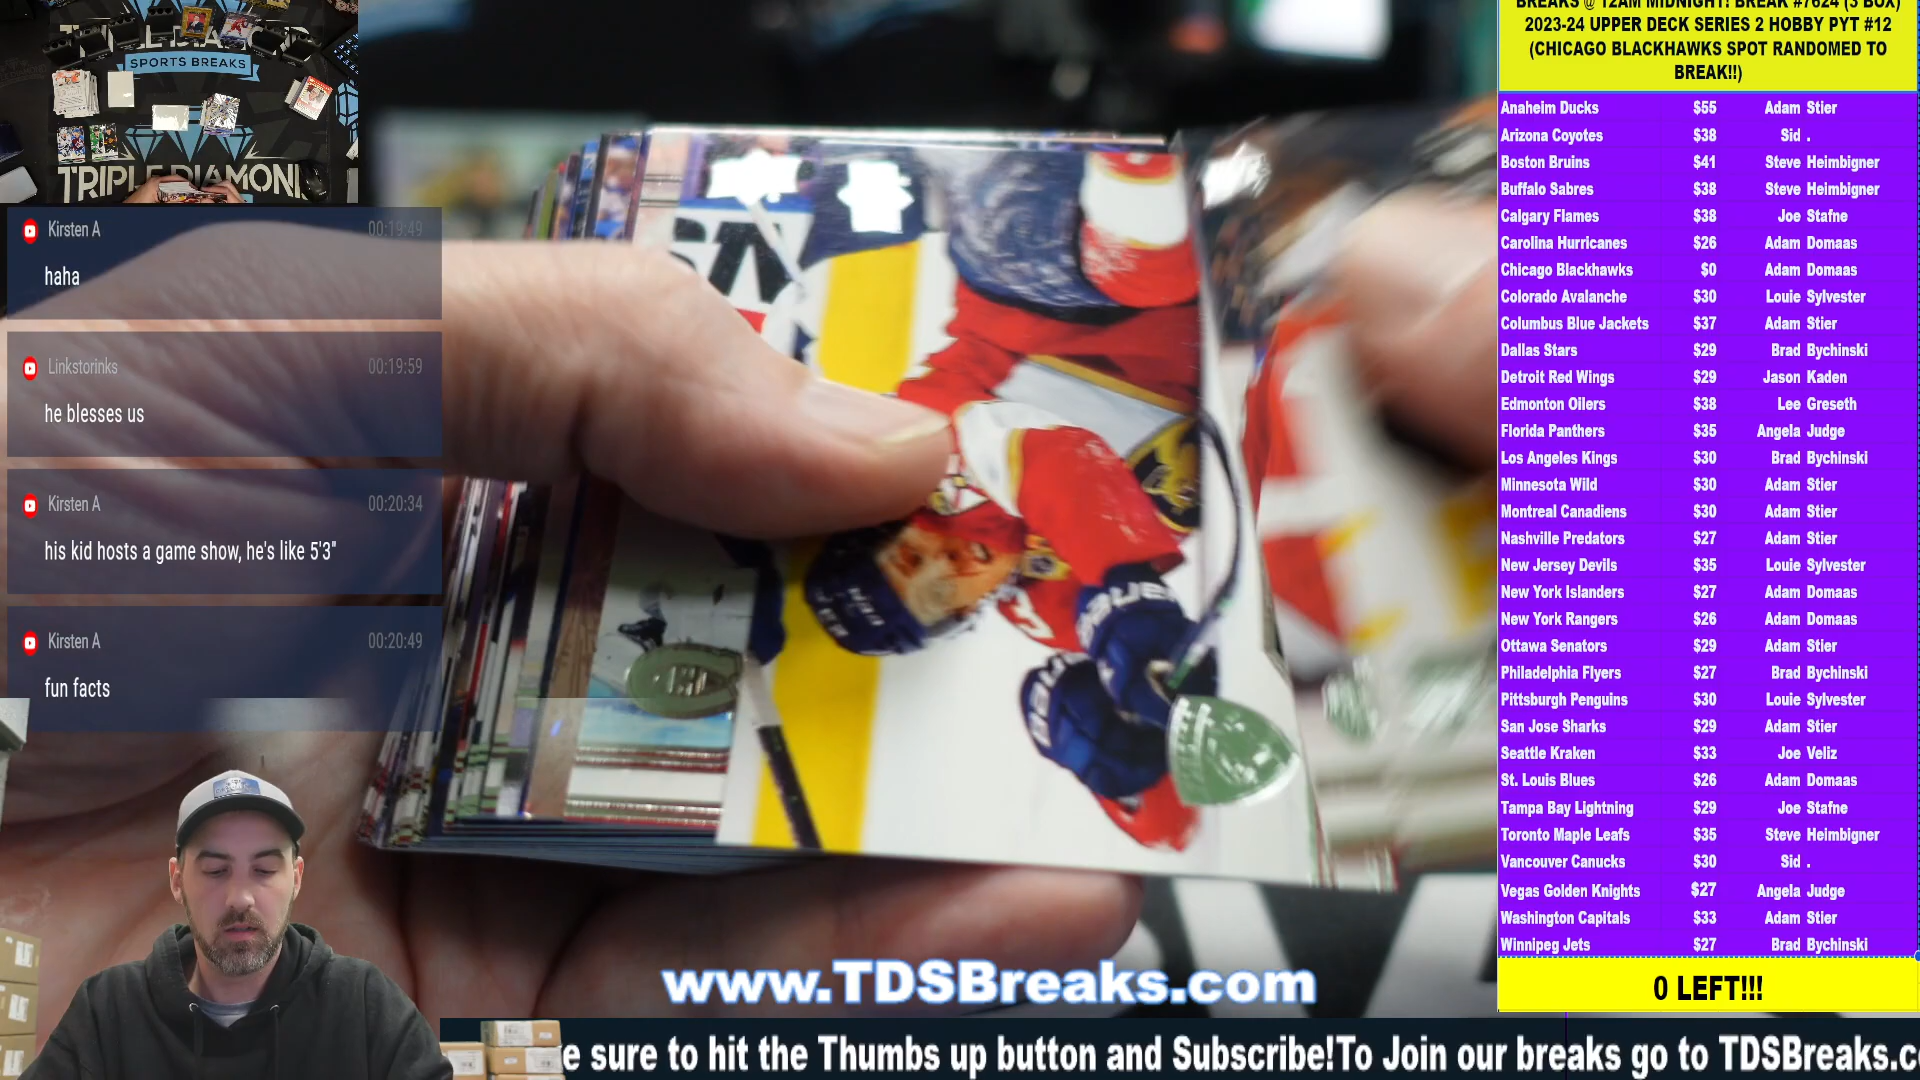 SPORTS BREAKS
TRIPLE DIAMOND
Kirsten A 00:19:49
haha
Linkstorinks 00:19:59
he blesses us
Kirsten A 00:20:34
his kid hosts a game show, he's like 5'3"
Kirsten A 00:20:49
fun facts
BREAKS @ 12AM MIDNIGHT! BREAK #7624 (3 BOX)
2023-24 UPPER DECK SERIES 2 HOBBY PYT #12
(CHICAGO BLACKHAWKS SPOT RANDOMED TO
BREAK!!)
Anaheim Ducks $55 Adam Stier
Arizona Coyotes $38 Sid .
Boston Bruins $41 Steve Heimbigner
Buffalo Sabres $38 Steve Heimbigner
Calgary Flames $38 Joe Stafne
Carolina Hurricanes $26 Adam Domaas
Chicago Blackhawks $0 Adam Domaas
Colorado Avalanche $30 Louie Sylvester
Columbus Blue Jackets $37 Adam Stier
Dallas Stars $29 Brad Bychinski
Detroit Red Wings $29 Jason Kaden
Edmonton Oilers $38 Lee Greseth
Florida Panthers $35 Angela Judge
Los Angeles Kings $30 Brad Bychinski
Minnesota Wild $30 Adam Stier
Montreal Canadiens $30 Adam Stier
Nashville Predators $27 Adam Stier
New Jersey Devils $35 Louie Sylvester
New York Islanders $27 Adam Domaas
New York Rangers $26 Adam Domaas
Ottawa Senators $29 Adam Stier
Philadelphia Flyers $27 Brad Bychinski
Pittsburgh Penguins $30 Louie Sylvester
San Jose Sharks $29 Adam Stier
Seattle Kraken $33 Joe Veliz
St. Louis Blues $26 Adam Domaas
Tampa Bay Lightning $29 Joe Stafne
Toronto Maple Leafs $35 Steve Heimbigner
Vancouver Canucks $30 Sid .
Vegas Golden Knights $27 Angela Judge
Washington Capitals $33 Adam Stier
Winnipeg Jets $27 Brad Bychinski
0 LEFT!!!
www.TDSBreaks.com
e sure to hit the Thumbs up button and Subscribe!To Join our breaks go to TDSBreaks.c